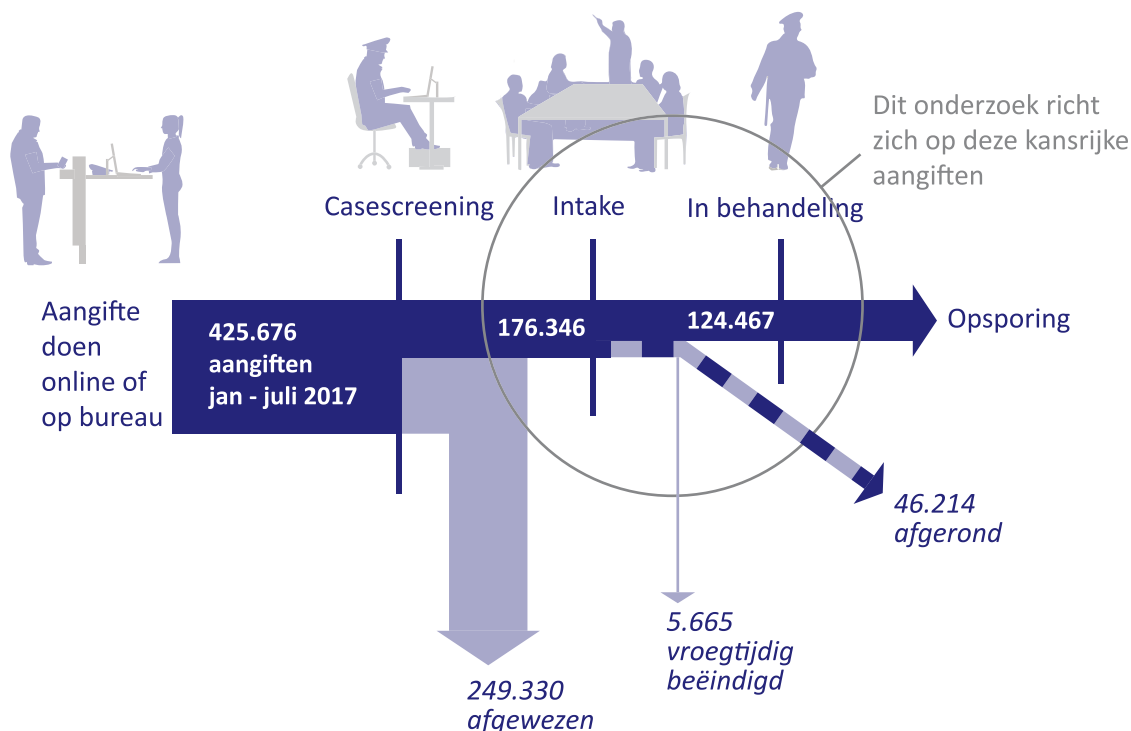 Dit onderzoek richt
zich op deze kansrijke
aangiften
Casescreening
Intake
In behandeling
Aangifte
doen
online of
op bureau
425.676
aangiften
jan - juli 2017
176.346
124.467
Opsporing
46.214
afgerond
5.665
vroegtijdig
beëindigd
249.330
afgewezen